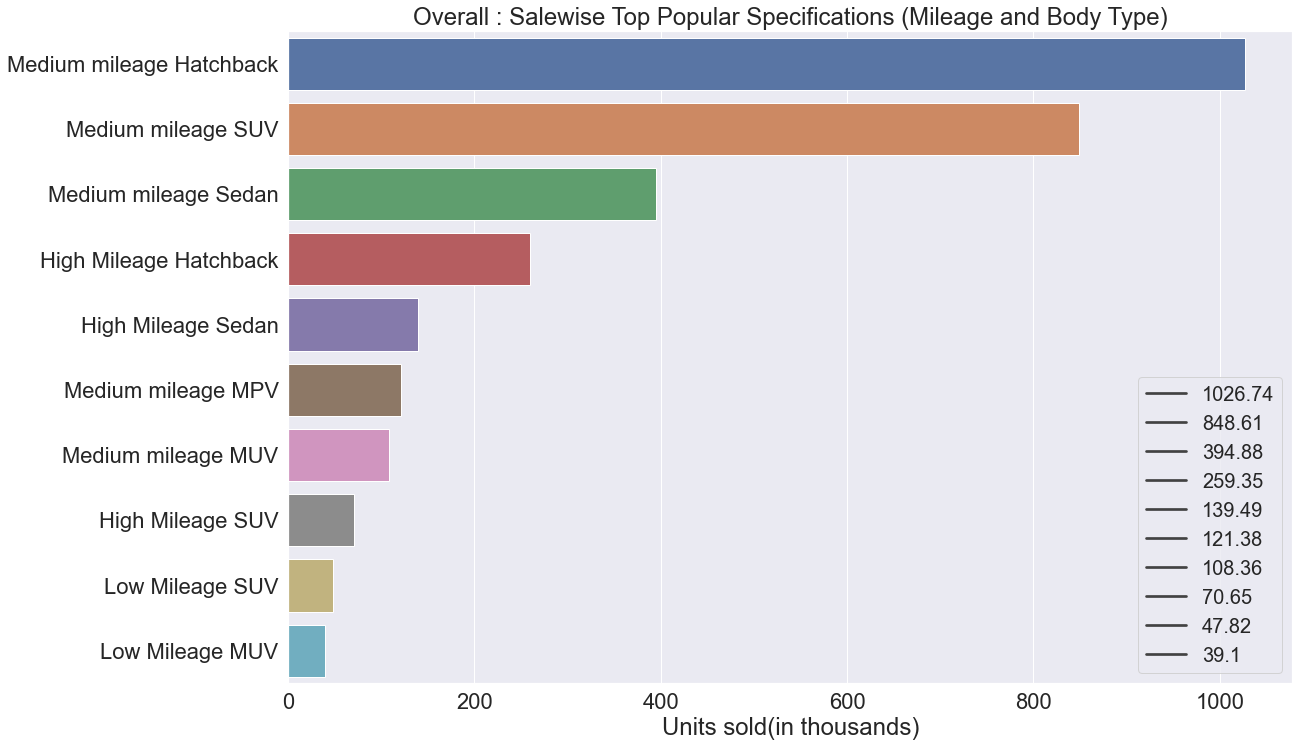 Overall : Salewise Top Popular Specifications (Mileage and Body Type)
Medium mileage Hatchback
Medium mileage SUV
Medium mileage Sedan
High Mileage Hatchback
High Mileage Sedan
Medium mileage MPV
Medium mileage MUV
High Mileage SUV
Low Mileage SUV
Low Mileage MUV
1026.74
848.61
394.88
259.35
139.49
121.38
108.36
70.65
47.82
39.1
0 200 400 600 800 1000
Units sold(in thousands)